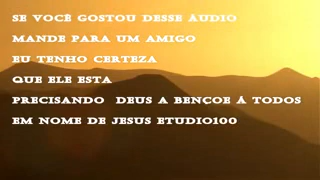 SE VOCÊ GOSTOU DESSE ÁUDIO
MANDE PARA UM AMIGO
EU TENHO CERTEZA
QUE ELE ESTA
PRECISANDO DEUS A BENÇOE Á TODOS
EM NOME DE JESUS ETUDIO100